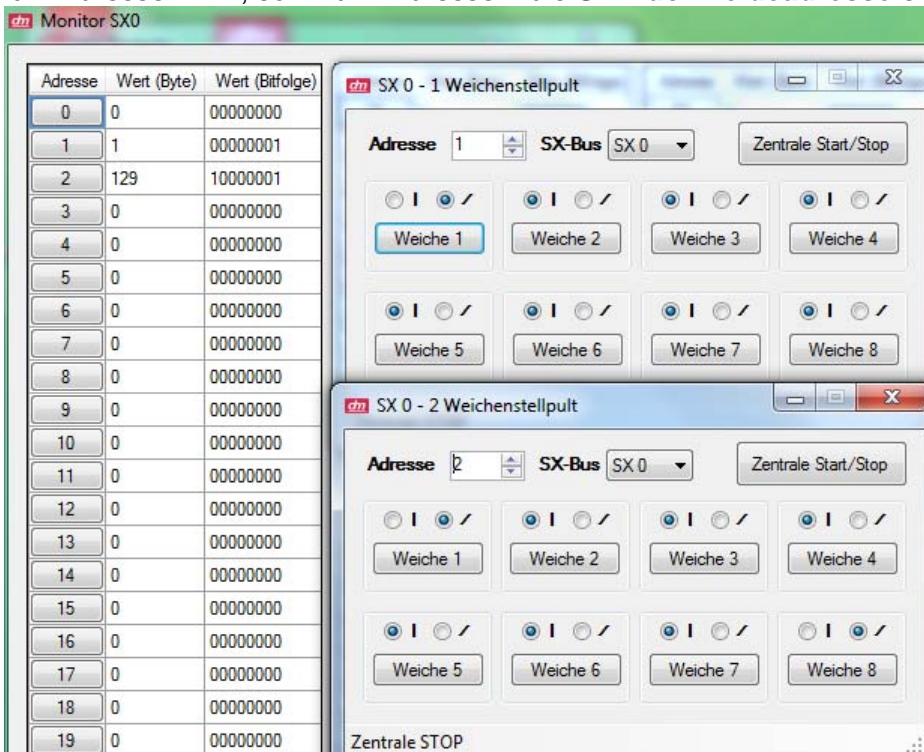 Monitor SX0
Adresse Wert (Byte) Wert (Bitfolge)
0 0 00000000
1 1 00000001
2 129 10000001
3 0 00000000
4 0 00000000
5 0 00000000
6 0 00000000
7 0 00000000
8 0 00000000
9 0 00000000
10 0 00000000
11 0 00000000
12 0 00000000
13 0 00000000
14 0 00000000
15 0 00000000
16 0 00000000
17 0 00000000
18 0 00000000
19 0 00000000
dm SX 0 - 1 Weichenstellpult
Adresse 1 SX-Bus SX 0 Zentrale Start/Stop
I / I / I / I /
Weiche 1 Weiche 2 Weiche 3 Weiche 4
I / I / I / I /
Weiche 5 Weiche 6 Weiche 7 Weiche 8
dm SX 0 - 2 Weichenstellpult
Adresse 2 SX-Bus SX 0 Zentrale Start/Stop
I / I / I / I /
Weiche 1 Weiche 2 Weiche 3 Weiche 4
I / I / I / I /
Weiche 5 Weiche 6 Weiche 7 Weiche 8
Zentrale STOP